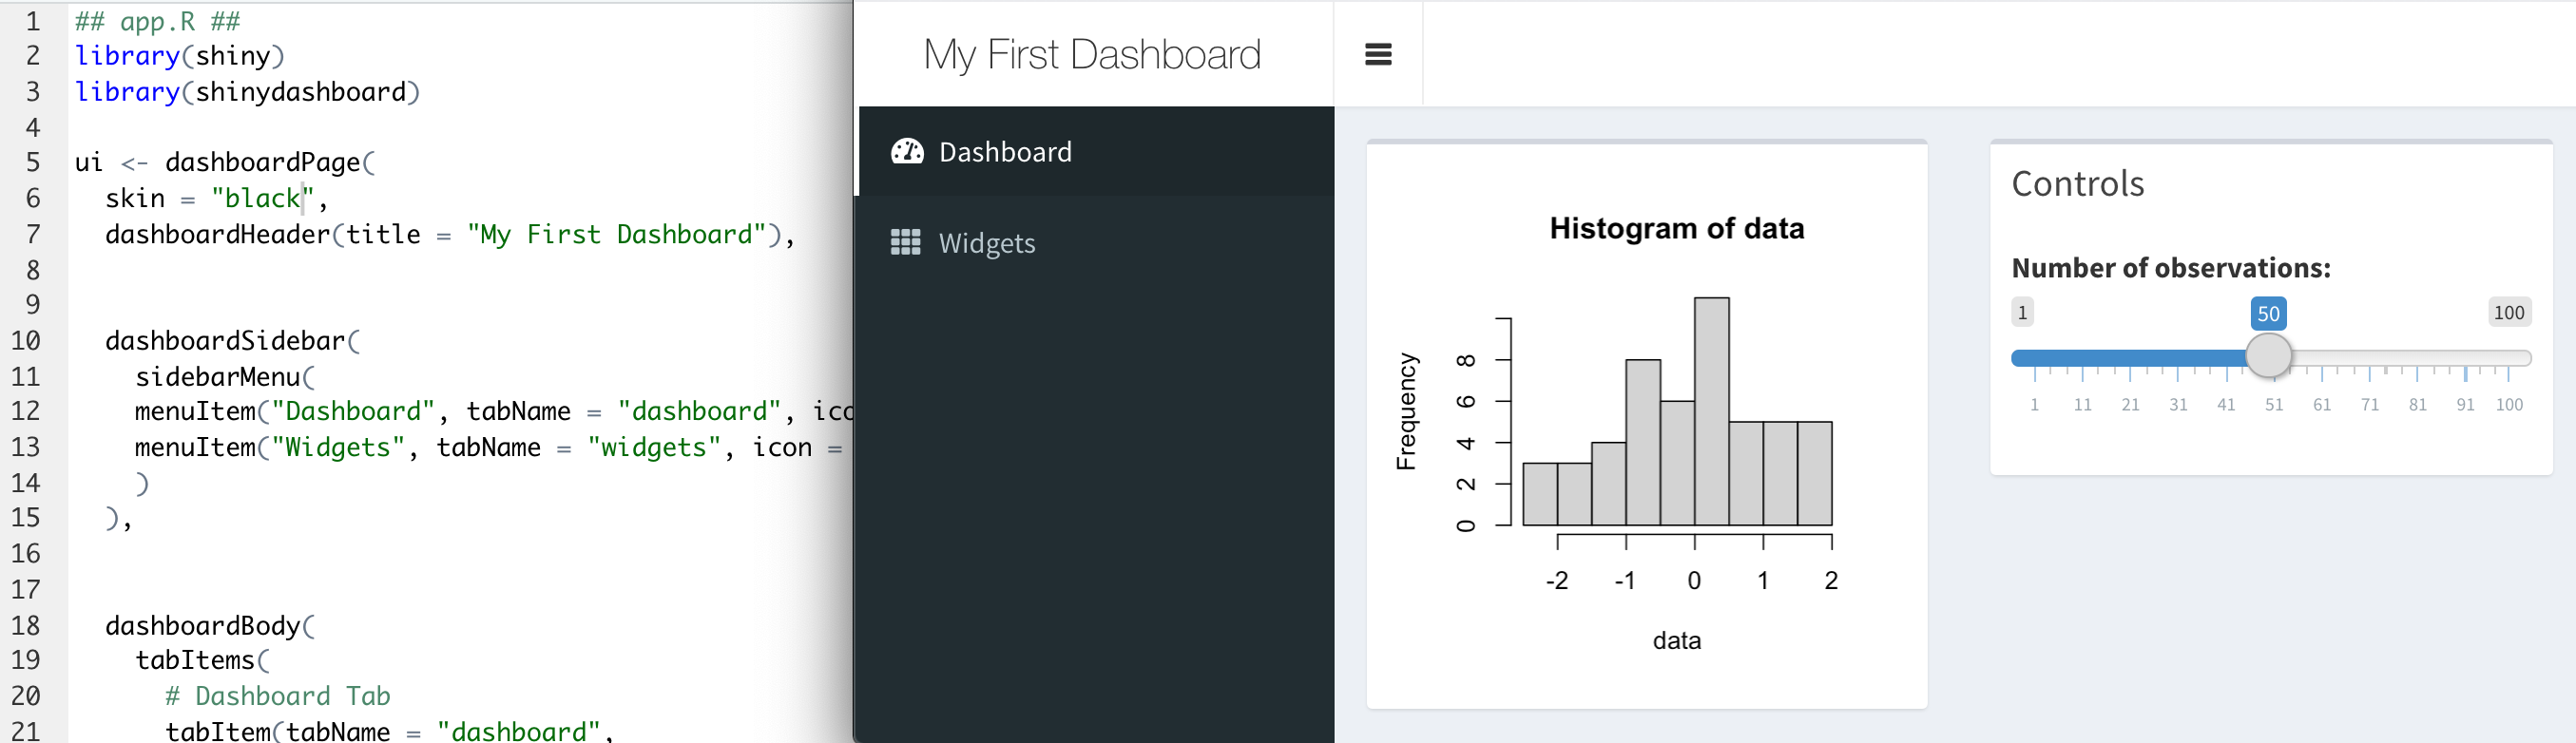 1 ## app.R ##
2 library(shiny)
3 library(shinydashboard)
4
5 ui <- dashboardPage(
6 skin = "black",
7 dashboardHeader(title = "My First Dashboard"),
8
9
10 dashboardSidebar(
11 sidebarMenu(
12 menuItem("Dashboard", tabName = "dashboard", ico
13 menuItem("Widgets", tabName = "widgets", icon =
14 )
15 ),
16
17
18 dashboardBody(
19 tabItems(
20 # Dashboard Tab
21 tabItem(tabName = "dashboard",
My First Dashboard
Dashboard
Widgets
Histogram of data
Frequency
0 2 4 6 8
-2 -1 0 1 2
data
Controls
Number of observations:
1 50 100
1 11 21 31 41 51 61 71 81 91 100